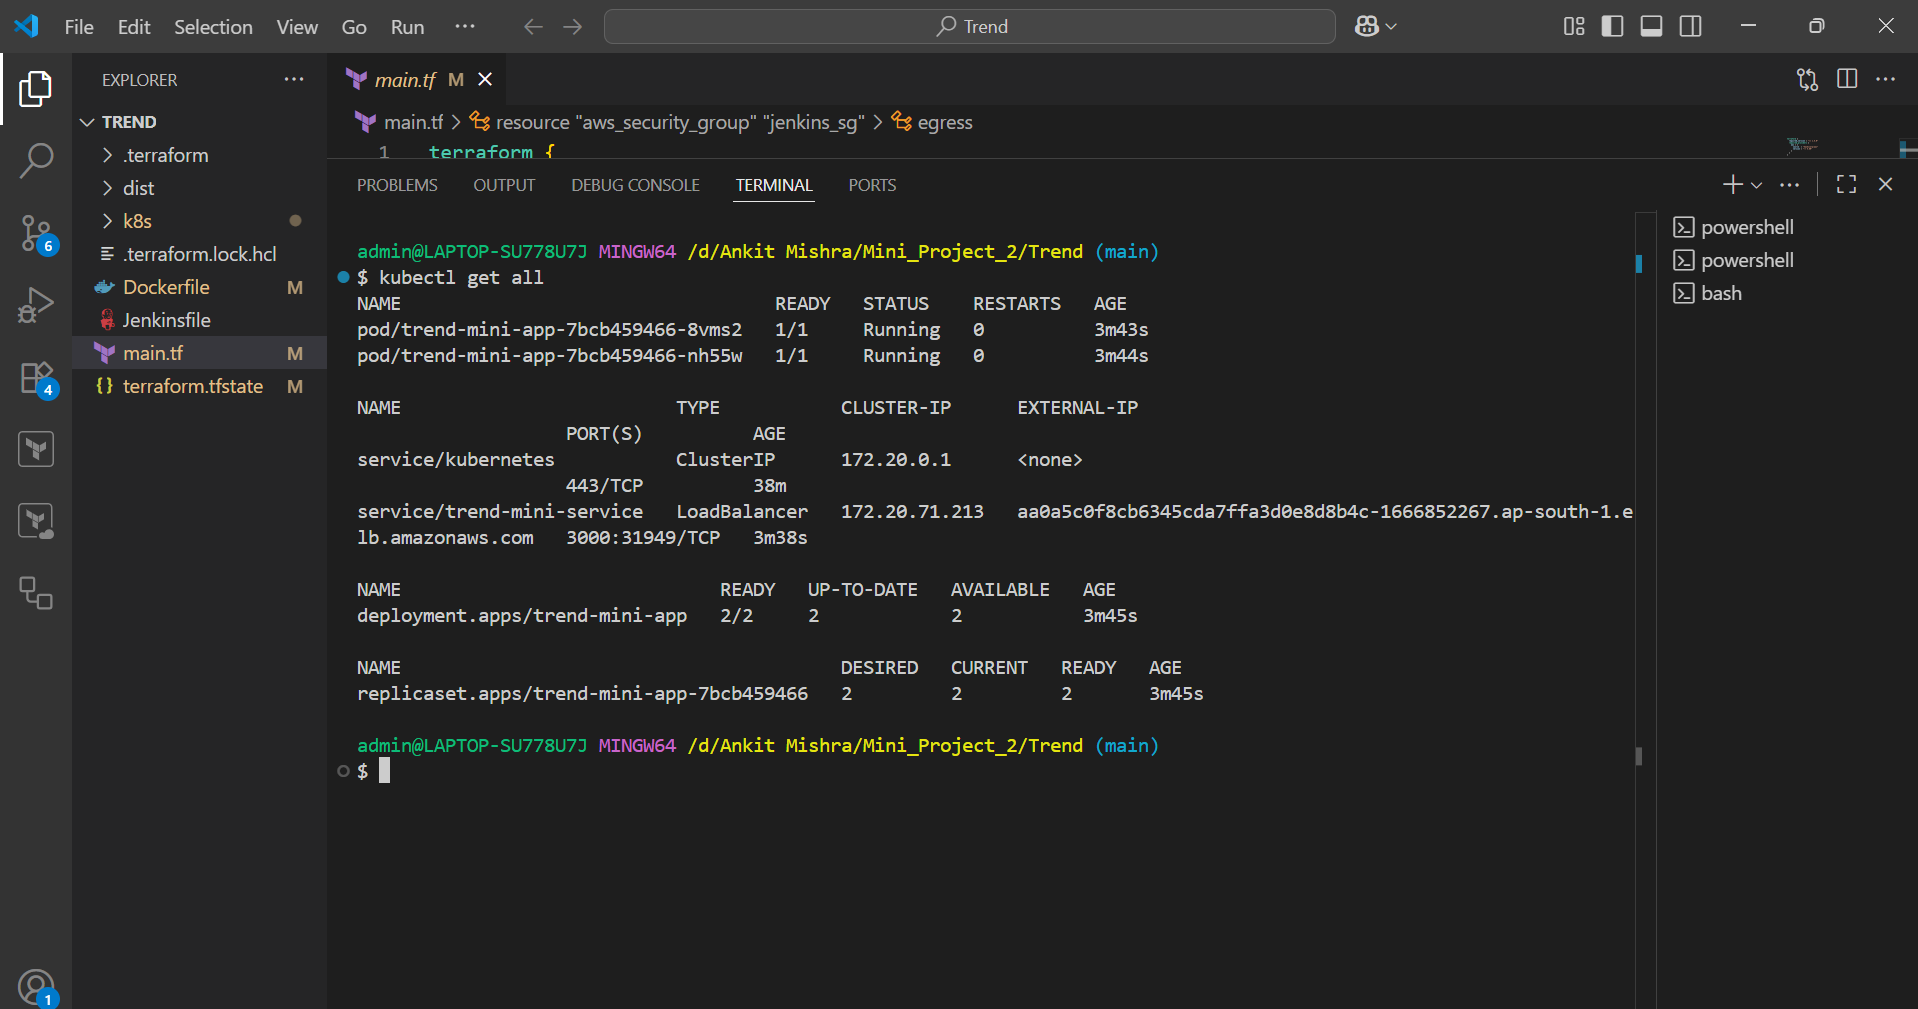 File Edit Selection View Go Run ··· Trend
EXPLORER ···
TREND
.terraform
dist
k8s
.terraform.lock.hcl
Dockerfile M
Jenkinsfile
main.tf M
terraform.tfstate M
6
4
1
main.tf M
main.tf > resource "aws_security_group" "jenkins_sg" > egress
1 terraform {
PROBLEMS OUTPUT DEBUG CONSOLE TERMINAL PORTS
powershell
powershell
bash
admin@LAPTOP-SU778U7J MINGW64 /d/Ankit Mishra/Mini_Project_2/Trend (main)
$ kubectl get all
NAME READY STATUS RESTARTS AGE
pod/trend-mini-app-7bcb459466-8vms2 1/1 Running 0 3m43s
pod/trend-mini-app-7bcb459466-nh55w 1/1 Running 0 3m44s
NAME TYPE CLUSTER-IP EXTERNAL-IP
PORT(S) AGE
service/kubernetes ClusterIP 172.20.0.1 <none>
443/TCP 38m
service/trend-mini-service LoadBalancer 172.20.71.213 aa0a5c0f8cb6345cda7ffa3d0e8d8b4c-1666852267.ap-south-1.e
lb.amazonaws.com 3000:31949/TCP 3m38s
NAME READY UP-TO-DATE AVAILABLE AGE
deployment.apps/trend-mini-app 2/2 2 2 3m45s
NAME DESIRED CURRENT READY AGE
replicaset.apps/trend-mini-app-7bcb459466 2 2 2 3m45s
admin@LAPTOP-SU778U7J MINGW64 /d/Ankit Mishra/Mini_Project_2/Trend (main)
$